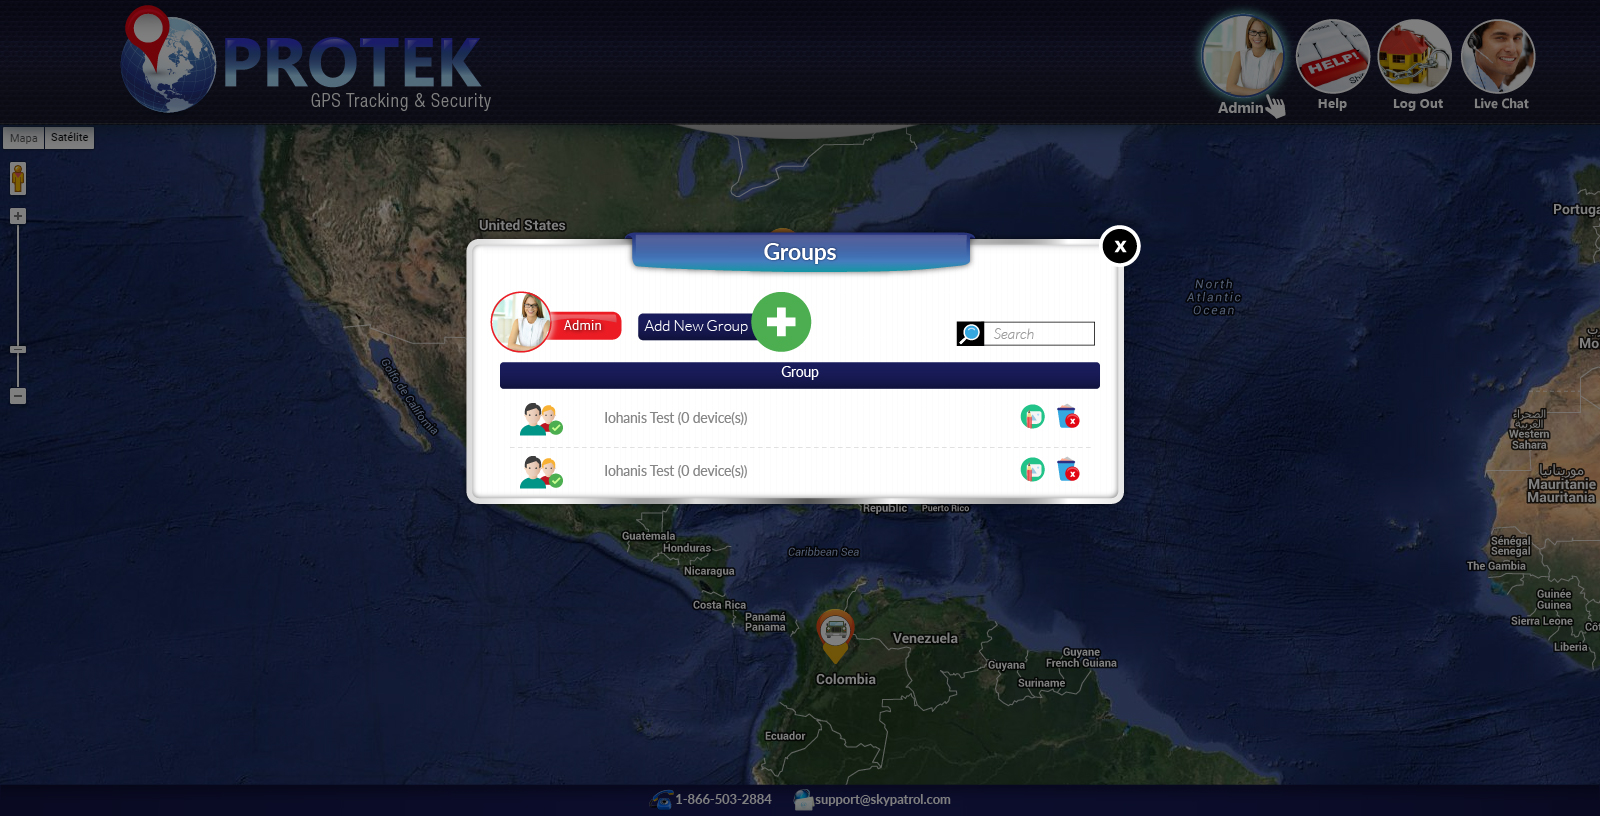 PROTEK
GPS Tracking & Security
Admin
HELP!
Help
Log Out
Live Chat
Mapa
Satélite
United States
Portuga
North
Atlantic
Ocean
Golfo de California
Groups
x
Admin
Add New Group
Search
Group
Iohanis Test (0 device(s))
Iohanis Test (0 device(s))
الصحراء
الغربية
Western
Sahara
موريتانيا
Mauritanie
Mauritania
Republic
Puerto Rico
Guatemala
Honduras
Caribbean Sea
Nicaragua
Sénégal
Senegal
The Gambia
Costa Rica
Panamá
Panama
Guinée
Guinea
Sierra Leone
Venezuela
Liberia
Guyane
French Guiana
Guyana
Suriname
Colombia
Ecuador
1-866-503-2884
support@skypatrol.com